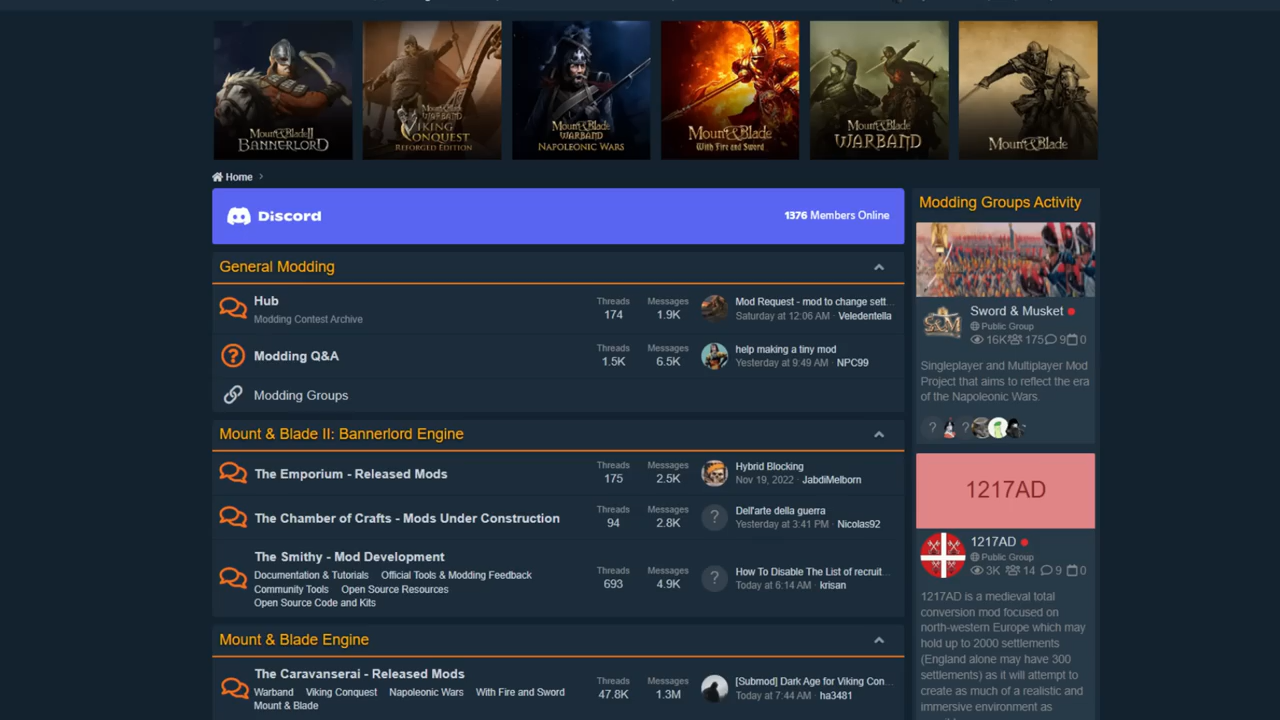 MOUNT & BLADE II
BANNERLORD
MOUNT & BLADE
WARBAND
VIKING
CONQUEST
REFORGED EDITION
MOUNT & BLADE
WARBAND
NAPOLEONIC WARS
MOUNT & BLADE
With Fire and Sword
MOUNT & BLADE
WARBAND
MOUNT & BLADE
Home
Discord
1376 Members Online
General Modding
Hub
Modding Contest Archive
Threads
174
Messages
1.9K
Mod Request - mod to change sett...
Saturday at 12:06 AM · Veledentella
Modding Q&A
Threads
1.5K
Messages
6.5K
help making a tiny mod
Yesterday at 9:49 AM · NPC99
Modding Groups
Mount & Blade II: Bannerlord Engine
The Emporium - Released Mods
Threads
175
Messages
2.5K
Hybrid Blocking
Nov 19, 2022 · JabdiMelborn
The Chamber of Crafts - Mods Under Construction
Threads
94
Messages
2.8K
Dell'arte della guerra
Yesterday at 3:41 PM · Nicolas92
The Smithy - Mod Development
Documentation & Tutorials Official Tools & Modding Feedback
Community Tools Open Source Resources
Open Source Code and Kits
Threads
693
Messages
4.9K
How To Disable The List of recruit...
Today at 6:14 AM · krisan
Mount & Blade Engine
The Caravanserai - Released Mods
Warband Viking Conquest Napoleonic Wars With Fire and Sword
Mount & Blade
Threads
47.8K
Messages
1.3M
[Submod] Dark Age for Viking Con...
Today at 7:44 AM · ha3481
Modding Groups Activity
S&M
Sword & Musket
Public Group
16K 175 9 0
Singleplayer and Multiplayer Mod
Project that aims to reflect the era
of the Napoleonic Wars.
1217AD
1217AD
Public Group
3K 14 9 0
1217AD is a medieval total
conversion mod focused on
north-western Europe which may
hold up to 2000 settlements
(England alone may have 300
settlements) as it will attempt to
create as much of a realistic and
immersive environment as